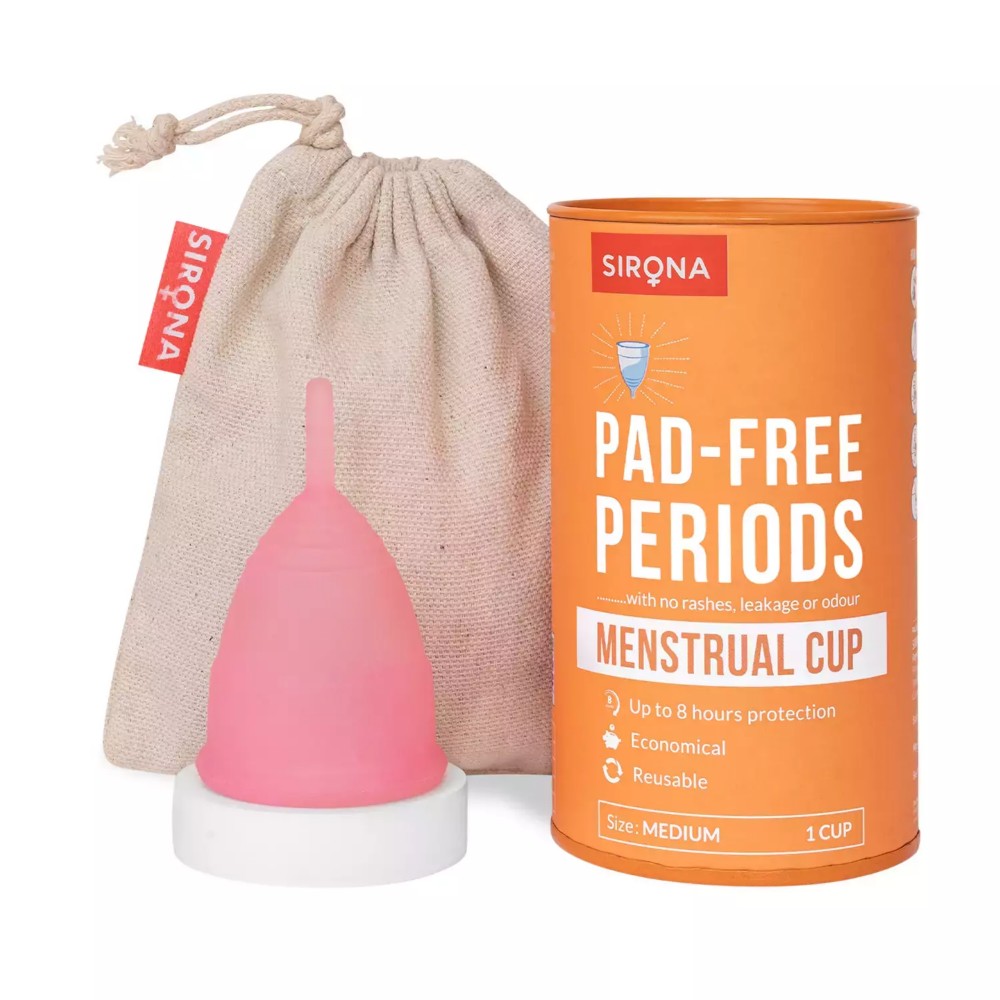 SIRONA
SIRONA
PAD-FREE
PERIODS
..........with no rashes, leakage or odour
MENSTRUAL CUP
8
Up to 8 hours protection
Economical
Reusable
Size: MEDIUM 1 CUP